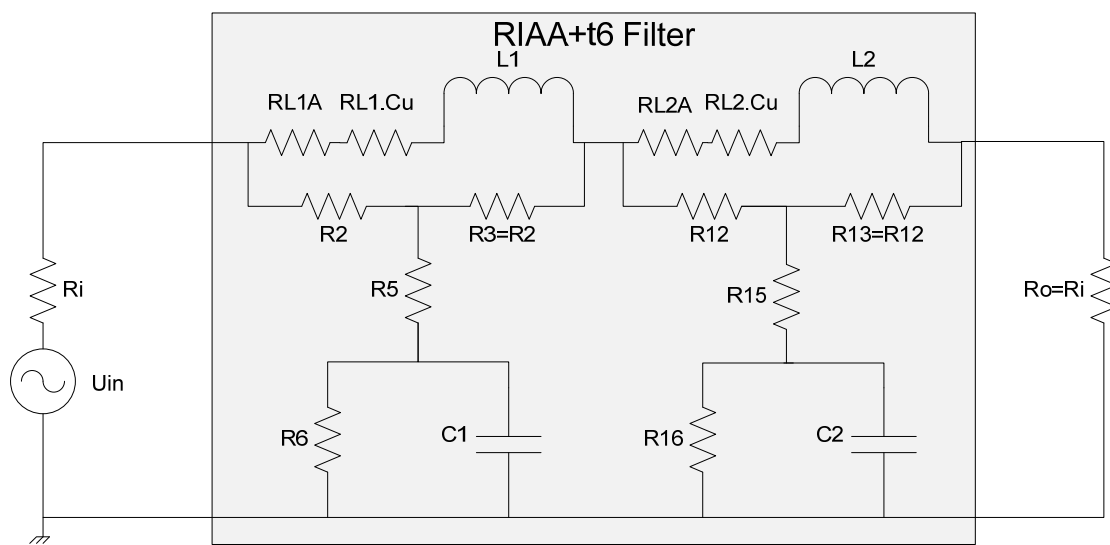 RIAA+t6 Filter
L1
L2
RL1A
RL1.Cu
RL2A
RL2.Cu
R2
R3=R2
R12
R13=R12
Ri
R5
R15
Ro=Ri
Uin
R6
C1
R16
C2